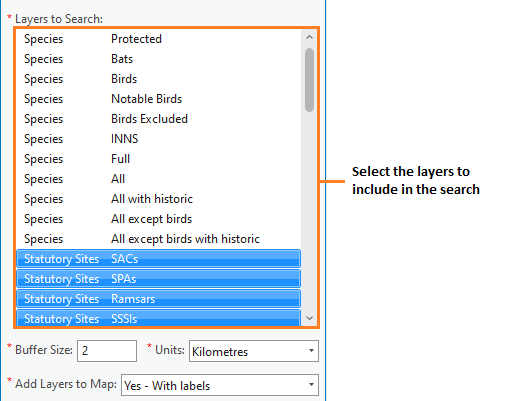 * Layers to Search:
Species Protected
Species Bats
Species Birds
Species Notable Birds
Species Birds Excluded
Species INNS
Species Full
Species All
Species All with historic
Species All except birds
Species All except birds with historic
Statutory Sites SACs
Statutory Sites SPAs
Statutory Sites Ramsars
Statutory Sites SSSIs
Select the layers to
include in the search
* Buffer Size: 2 * Units: Kilometres
* Add Layers to Map: Yes - With labels